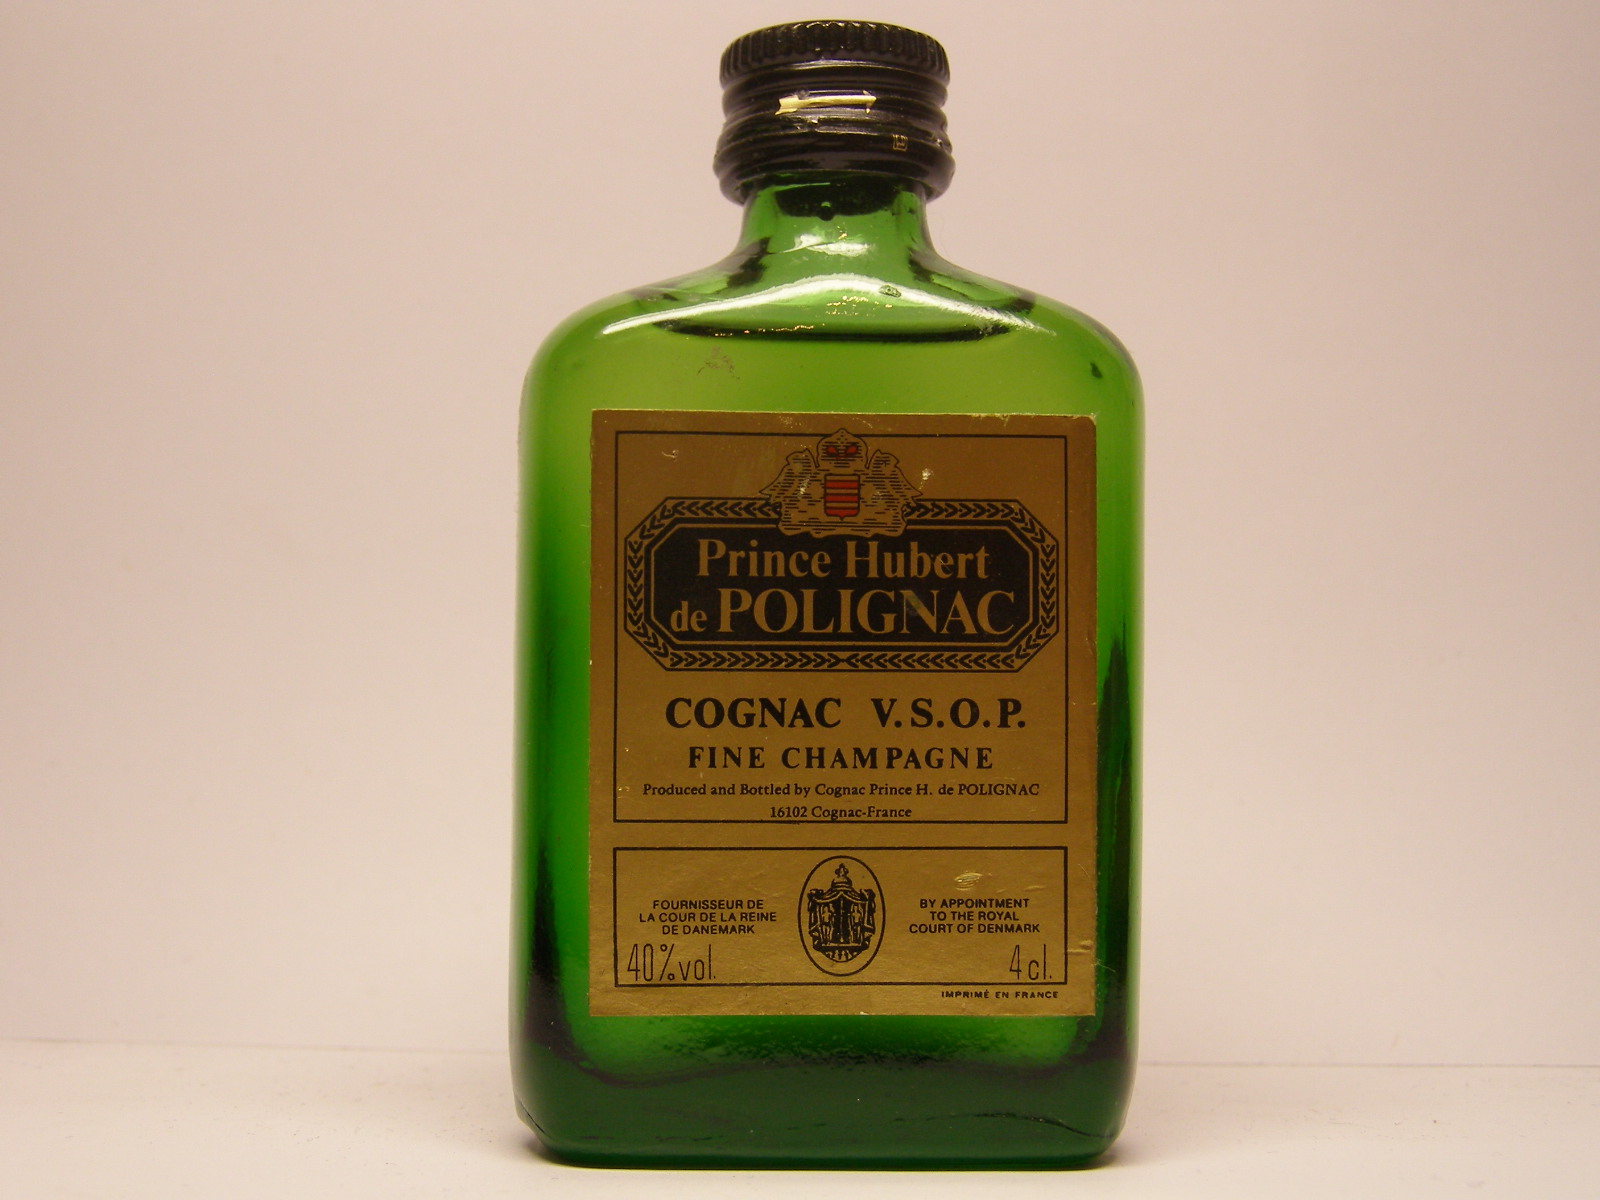 Prince Hubert
de POLIGNAC
COGNAC V.S.O.P.
FINE CHAMPAGNE
Produced and Bottled by Cognac Prince H. de POLIGNAC
16102 Cognac-France
FOURNISSEUR DE
LA COUR DE LA REINE
DE DANEMARK
BY APPOINTMENT
TO THE ROYAL
COURT OF DENMARK
40%vol.
4cl.
IMPRIMÉ EN FRANCE